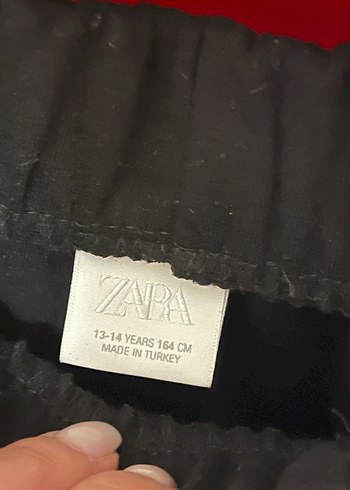 ZARA
13-14 YEARS 164 CM
MADE IN TURKEY